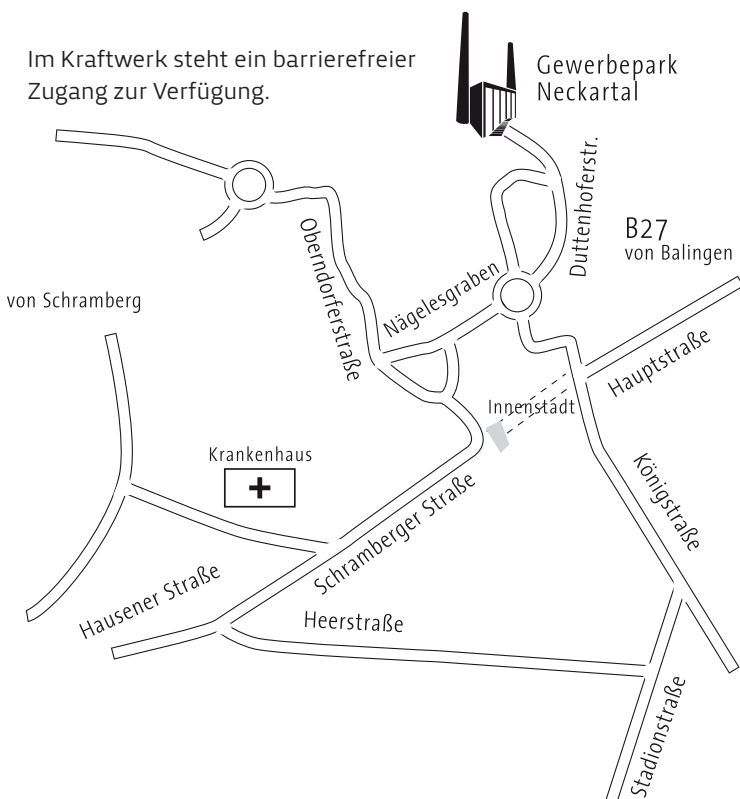 Im Kraftwerk steht ein barrierefreier
Zugang zur Verfügung.
Gewerbepark
Neckartal
Duttenhoferstr.
B27
von Balingen
Oberndorferstraße
Nägelesgraben
von Schramberg
Hauptstraße
Innenstadt
Krankenhaus
Königstraße
Schramberger Straße
Hausener Straße
Heerstraße
Stadionstraße